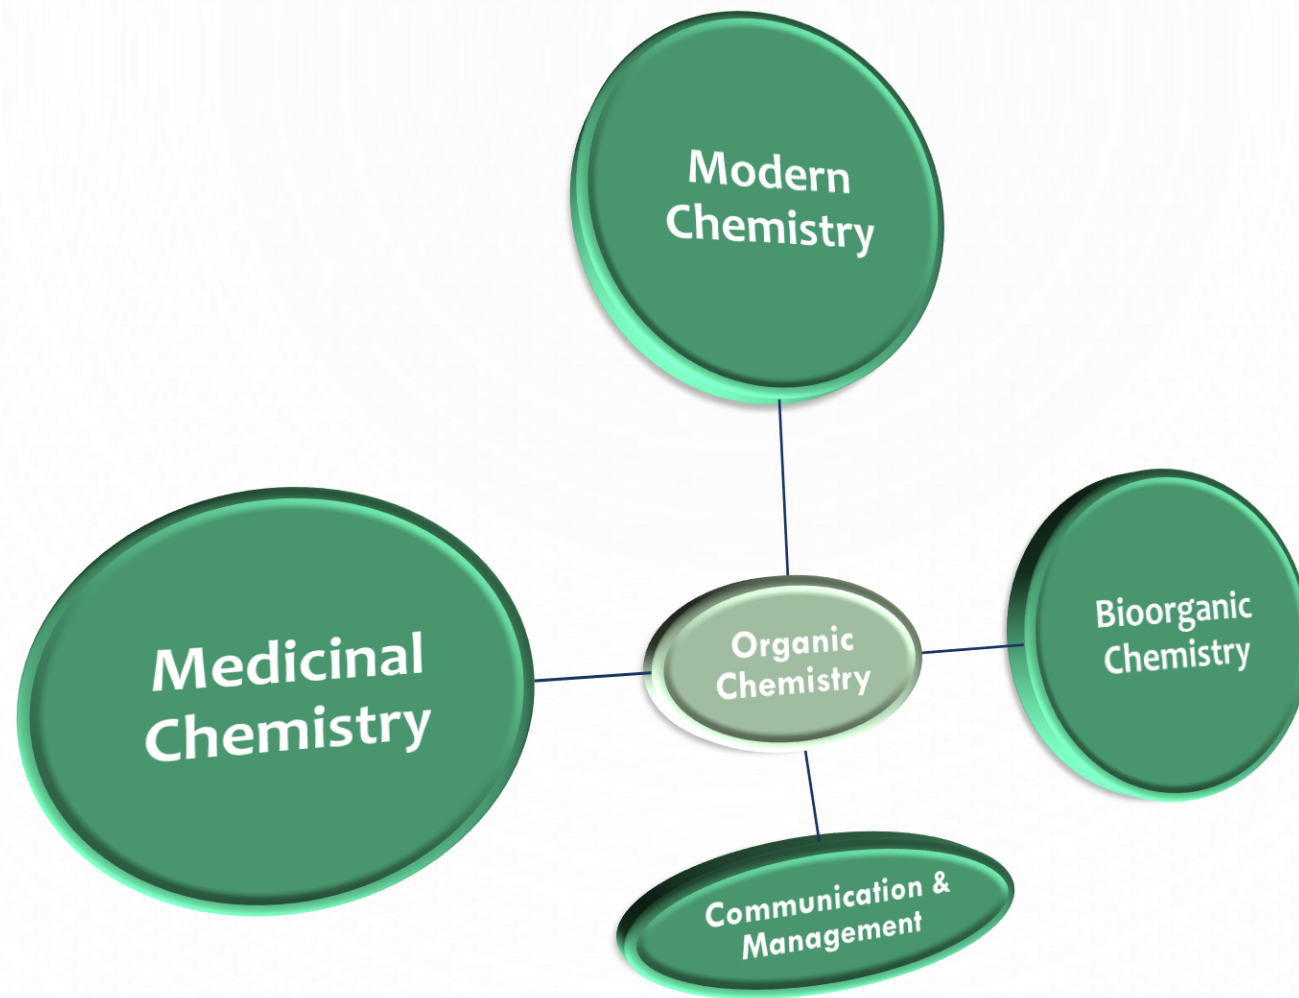 Modern
Chemistry
Medicinal
Chemistry
Organic
Chemistry
Bioorganic
Chemistry
Communication &
Management